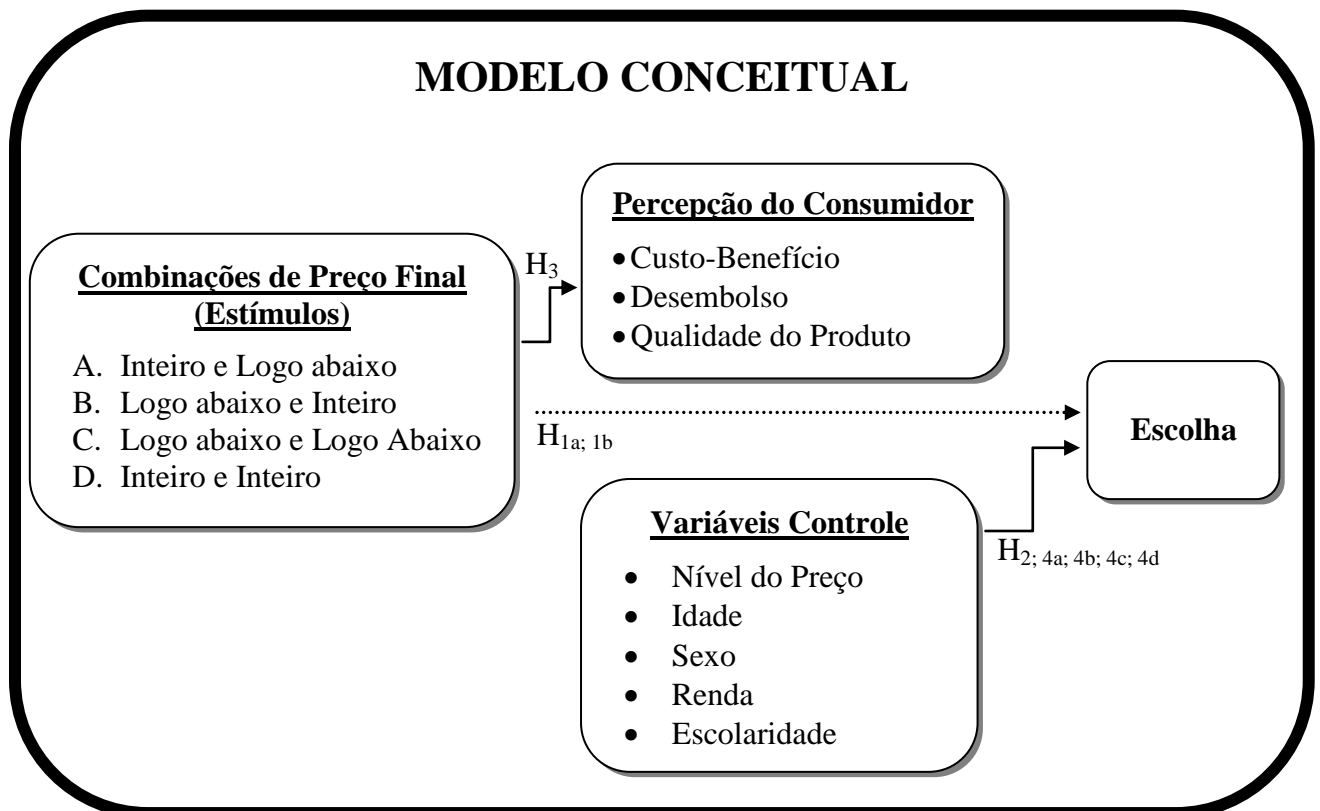 MODELO CONCEITUAL
Combinações de Preço Final
(Estímulos)
A. Inteiro e Logo abaixo
B. Logo abaixo e Inteiro
C. Logo abaixo e Logo Abaixo
D. Inteiro e Inteiro
H3
Percepção do Consumidor
• Custo-Benefício
• Desembolso
• Qualidade do Produto
H1a; 1b
Escolha
Variáveis Controle
• Nível do Preço
• Idade
• Sexo
• Renda
• Escolaridade
H2; 4a; 4b; 4c; 4d